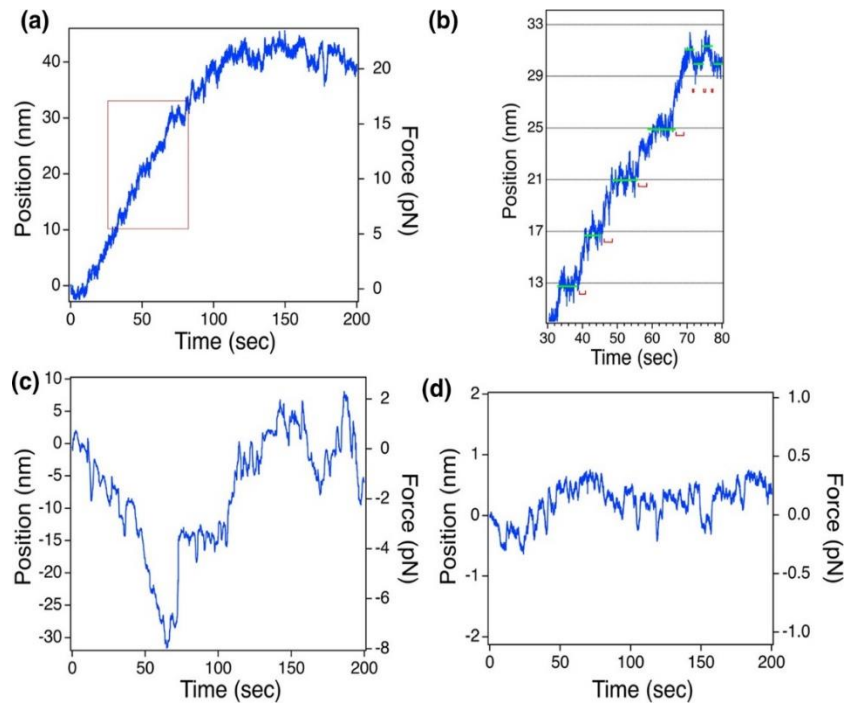 (a)
40
30
20
10
0
Position (nm)
20
15
10
5
0
Force (pN)
0 50 100 150 200
Time (sec)
(b)
33
29
25
21
17
13
Position (nm)
30 40 50 60 70 80
Time (sec)
(c)
10
5
0
-5
-10
-15
-20
-25
-30
Position (nm)
2
0
-2
-4
-6
-8
Force (pN)
0 50 100 150 200
Time (sec)
(d)
2
1
0
-1
-2
Position (nm)
1.0
0.5
0.0
-0.5
-1.0
Force (pN)
0 50 100 150 200
Time (sec)